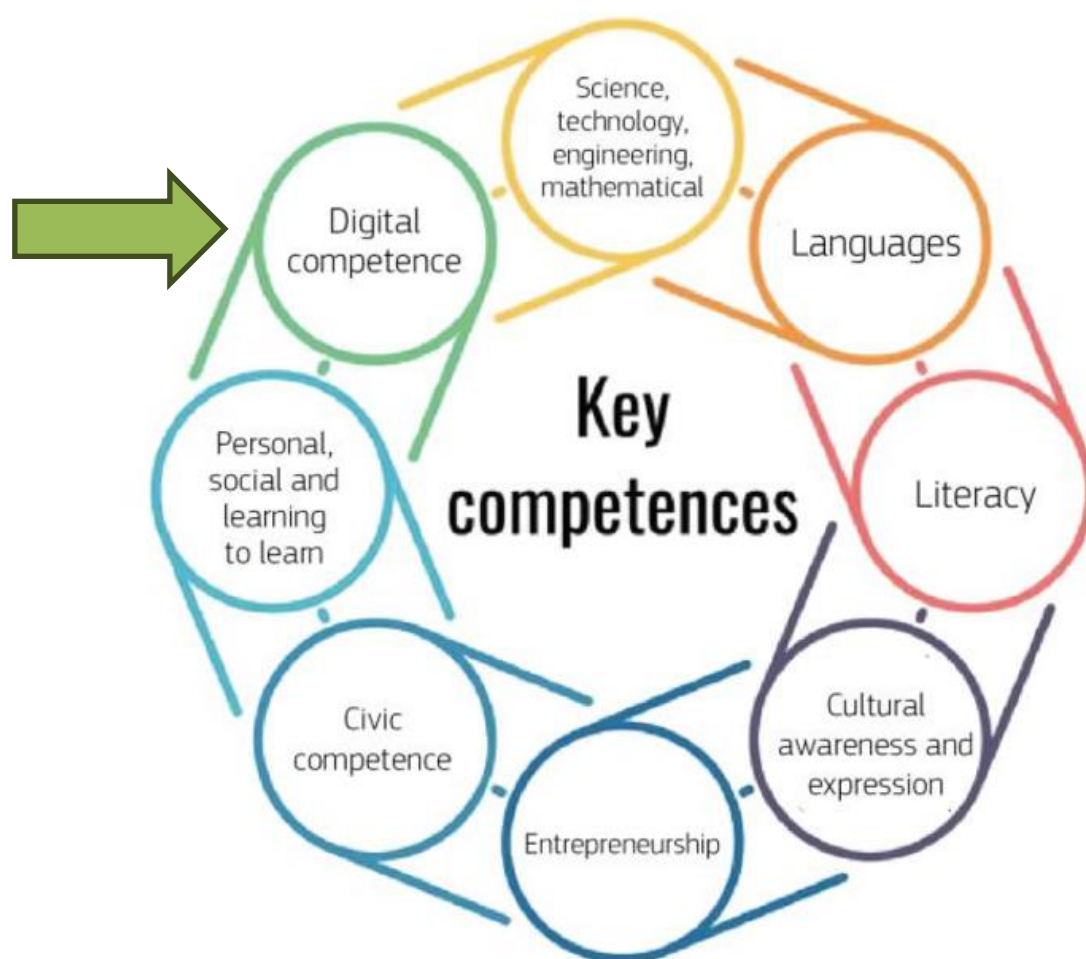 Science,
technology,
engineering,
mathematical
Digital
competence
Languages
Key
competences
Personal,
social and
learning
to learn
Literacy
Civic
competence
Cultural
awareness and
expression
Entrepreneurship